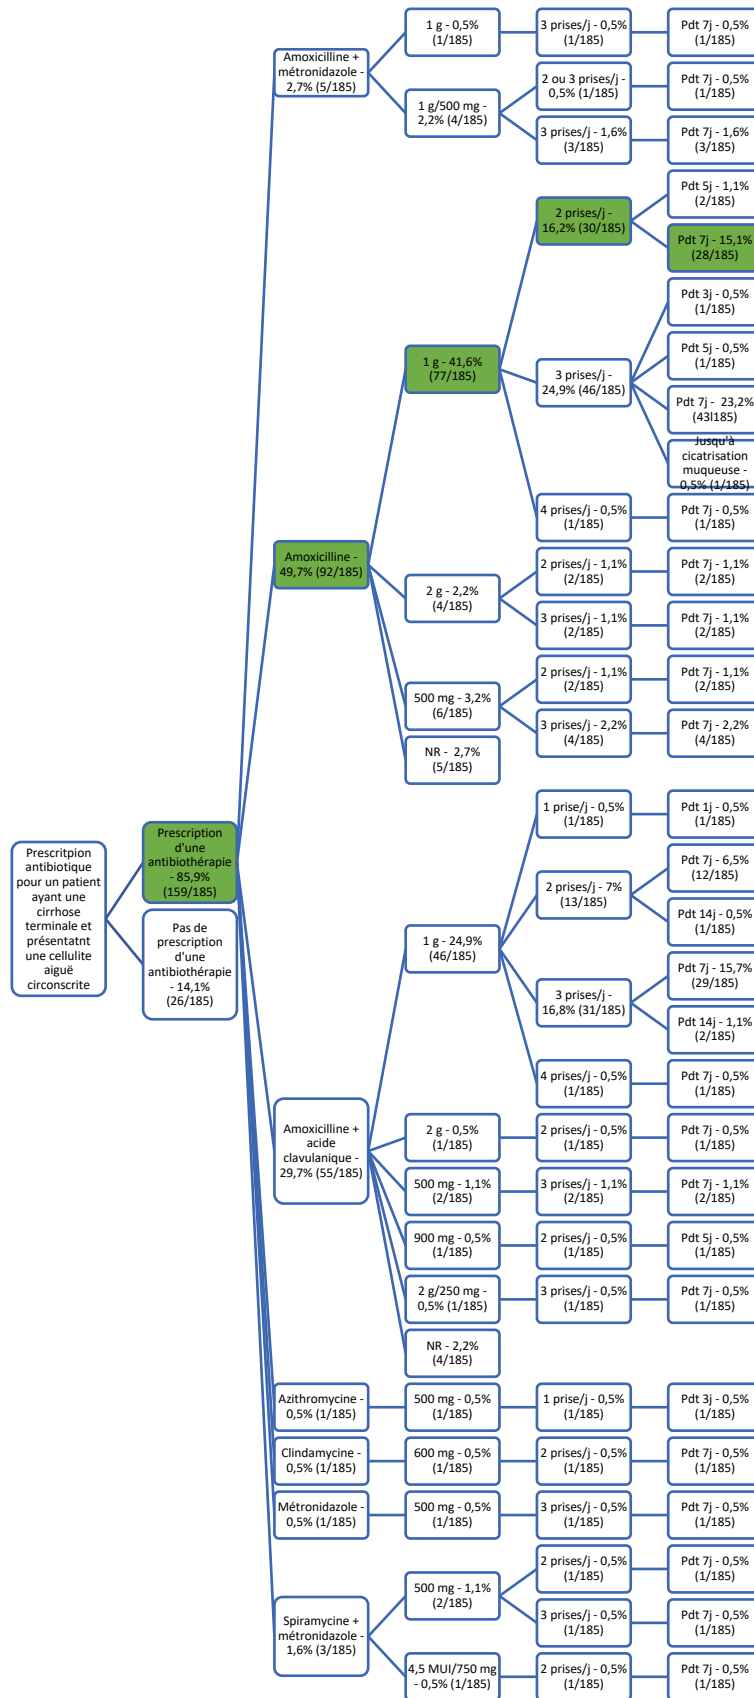 Prescritpion
antibiotique
pour un patient
ayant une
cirrhose
terminale et
présentatnt
une cellulite
aiguë
circonscrite
Prescription
d'une
antibiothérapie
- 85,9%
(159/185)
Pas de
prescription
d'une
antibiothérapie
- 14,1%
(26/185)
Amoxicilline +
métronidazole -
2,7% (5/185)
1 g - 0,5%
(1/185)
3 prises/j - 0,5%
(1/185)
Pdt 7j - 0,5%
(1/185)
1 g/500 mg -
2,2% (4/185)
2 ou 3 prises/j -
0,5% (1/185)
Pdt 7j - 0,5%
(1/185)
3 prises/j - 1,6%
(3/185)
Pdt 7j - 1,6%
(3/185)
Amoxicilline -
49,7% (92/185)
1 g - 41,6%
(77/185)
2 prises/j -
16,2% (30/185)
Pdt 5j - 1,1%
(2/185)
Pdt 7j - 15,1%
(28/185)
3 prises/j -
24,9% (46/185)
Pdt 3j - 0,5%
(1/185)
Pdt 5j - 0,5%
(1/185)
Pdt 7j - 23,2%
(43l185)
Jusqu'à
cicatrisation
muqueuse -
0,5% (1/185)
4 prises/j - 0,5%
(1/185)
Pdt 7j - 0,5%
(1/185)
2 g - 2,2%
(4/185)
2 prises/j - 1,1%
(2/185)
Pdt 7j - 1,1%
(2/185)
3 prises/j - 1,1%
(2/185)
Pdt 7j - 1,1%
(2/185)
500 mg - 3,2%
(6/185)
2 prises/j - 1,1%
(2/185)
Pdt 7j - 1,1%
(2/185)
3 prises/j - 2,2%
(4/185)
Pdt 7j - 2,2%
(4/185)
NR - 2,7%
(5/185)
Amoxicilline +
acide
clavulanique -
29,7% (55/185)
1 g - 24,9%
(46/185)
1 prise/j - 0,5%
(1/185)
Pdt 1j - 0,5%
(1/185)
2 prises/j - 7%
(13/185)
Pdt 7j - 6,5%
(12/185)
Pdt 14j - 0,5%
(1/185)
3 prises/j -
16,8% (31/185)
Pdt 7j - 15,7%
(29/185)
Pdt 14j - 1,1%
(2/185)
4 prises/j - 0,5%
(1/185)
Pdt 7j - 0,5%
(1/185)
2 g - 0,5%
(1/185)
2 prises/j - 0,5%
(1/185)
Pdt 7j - 0,5%
(1/185)
500 mg - 1,1%
(2/185)
3 prises/j - 1,1%
(2/185)
Pdt 7j - 1,1%
(2/185)
900 mg - 0,5%
(1/185)
2 prises/j - 0,5%
(1/185)
Pdt 5j - 0,5%
(1/185)
2 g/250 mg -
0,5% (1/185)
3 prises/j - 0,5%
(1/185)
Pdt 7j - 0,5%
(1/185)
NR - 2,2%
(4/185)
Azithromycine -
0,5% (1/185)
500 mg - 0,5%
(1/185)
1 prise/j - 0,5%
(1/185)
Pdt 3j - 0,5%
(1/185)
Clindamycine -
0,5% (1/185)
600 mg - 0,5%
(1/185)
2 prises/j - 0,5%
(1/185)
Pdt 7j - 0,5%
(1/185)
Métronidazole -
0,5% (1/185)
500 mg - 0,5%
(1/185)
3 prises/j - 0,5%
(1/185)
Pdt 7j - 0,5%
(1/185)
Spiramycine +
métronidazole -
1,6% (3/185)
500 mg - 1,1%
(2/185)
2 prises/j - 0,5%
(1/185)
Pdt 7j - 0,5%
(1/185)
3 prises/j - 0,5%
(1/185)
Pdt 7j - 0,5%
(1/185)
4,5 MUI/750 mg
- 0,5% (1/185)
2 prises/j - 0,5%
(1/185)
Pdt 7j - 0,5%
(1/185)